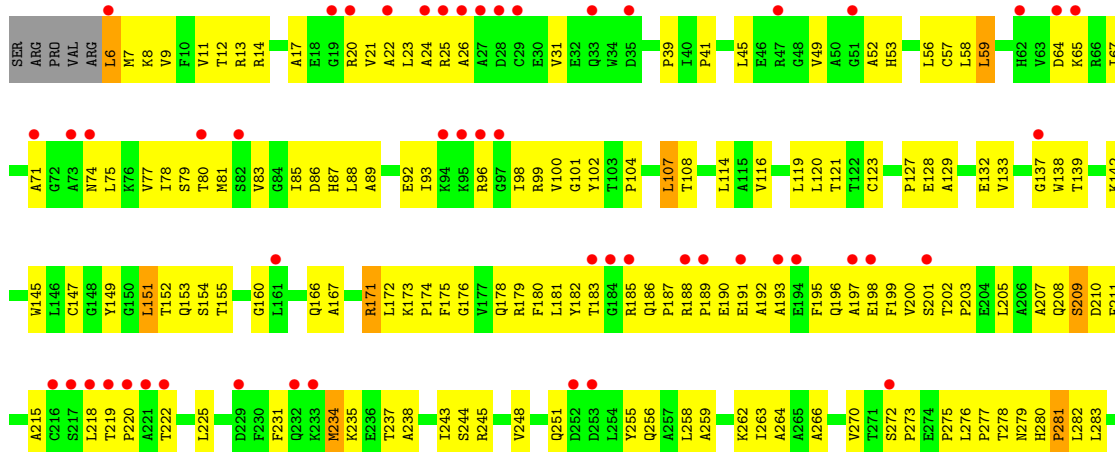 SER ARG PRO VAL ARG L6 M7 K8 V9 F10 V11 T12 R13 R14 A17 E18 G19 R20 V21 A22 L23 A24 R25 A26 A27 D28 C29 E30 V31 E32 Q33 W34 D35 P39 I40 P41 L45 E46 R47 G48 V49 A50 G51 A52 H53 L56 C57 L58 L59 H62 V63 D64 K65 R66 I67
A71 G72 A73 N74 L75 K76 V77 I78 S79 T80 M81 S82 V83 G84 I85 D86 H87 L88 A89 E92 I93 K94 K95 R96 G97 I98 R99 V100 G101 Y102 T103 P104 L107 T108 L114 A115 V116 L119 L120 T121 T122 C123 P127 E128 A129 E132 V133 G137 W138 T139 K142
W145 L146 C147 G148 Y149 G150 L151 T152 Q153 S154 T155 G160 L161 Q166 A167 R171 L172 K173 P174 F175 G176 V177 Q178 R179 F180 L181 Y182 T183 G184 R185 Q186 P187 R188 P189 E190 E191 A192 A193 E194 F195 Q196 A197 E198 F199 V200 S201 T202 P203 E204 L205 A206 A207 Q208 S209 D210 F211
A215 C216 S217 L218 T219 P220 A221 T222 L225 D229 F230 F231 Q232 K233 M234 K235 E236 T237 A238 I243 S244 R245 V248 Q251 D252 D253 L254 Y255 Q256 A257 L258 A259 K262 I263 A264 A265 A266 V270 T271 S272 P273 E274 P275 L276 P277 T278 N279 H280 P281 L282 L283